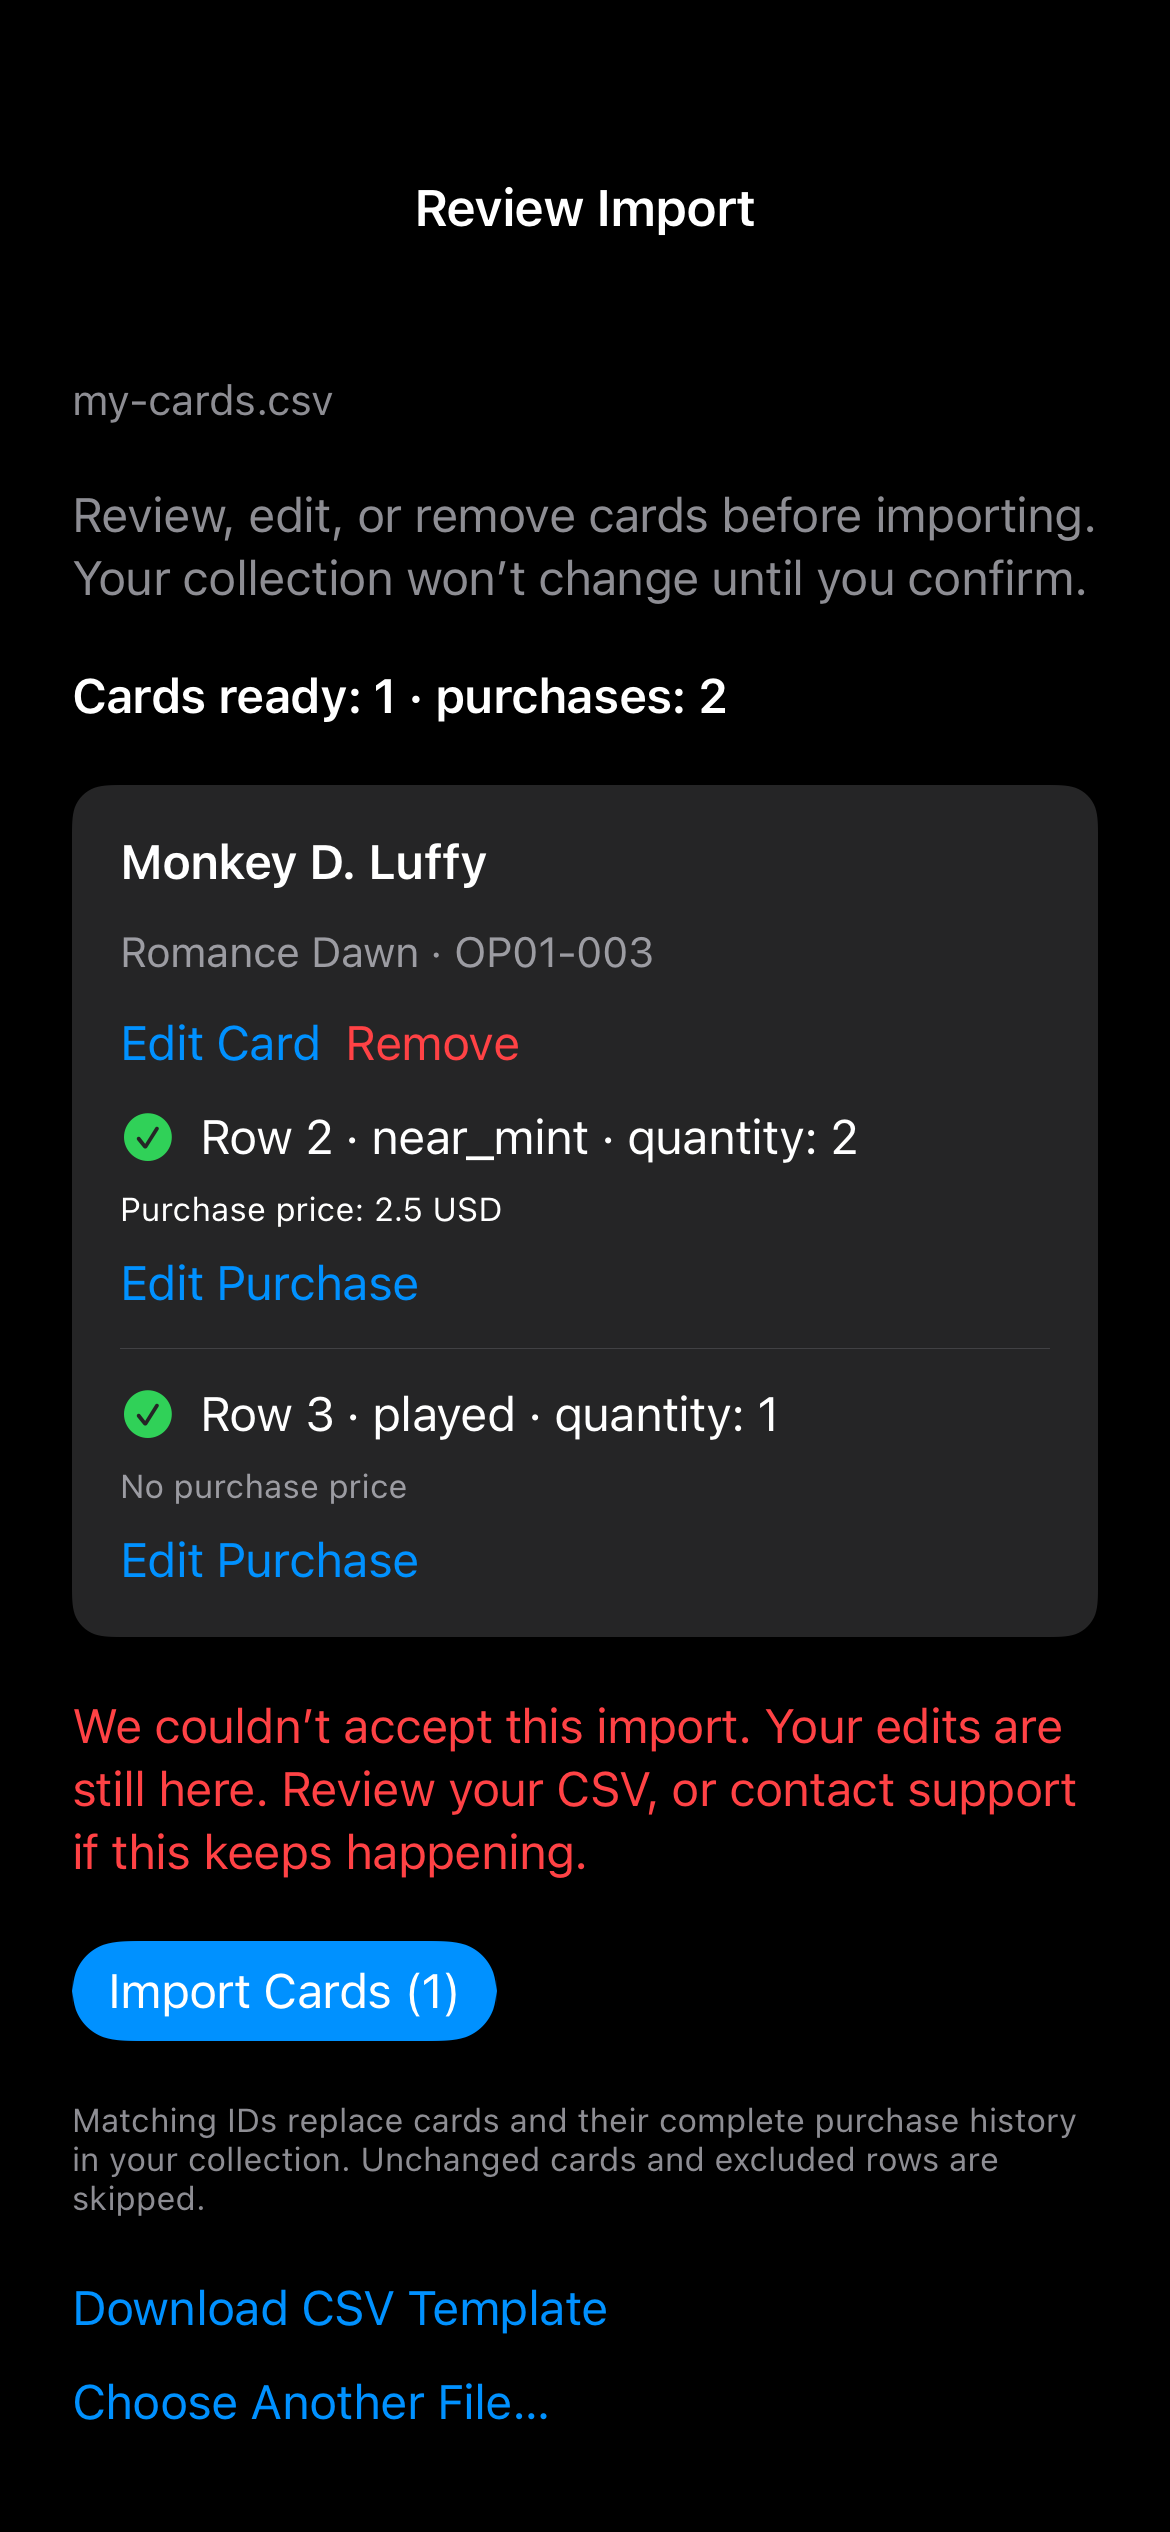 Review Import
my-cards.csv
Review, edit, or remove cards before importing.
Your collection won’t change until you confirm.
Cards ready: 1 · purchases: 2
Monkey D. Luffy
Romance Dawn · OP01-003
Edit Card Remove
Row 2 · near_mint · quantity: 2
Purchase price: 2.5 USD
Edit Purchase
Row 3 · played · quantity: 1
No purchase price
Edit Purchase
We couldn’t accept this import. Your edits are
still here. Review your CSV, or contact support
if this keeps happening.
Import Cards (1)
Matching IDs replace cards and their complete purchase history
in your collection. Unchanged cards and excluded rows are
skipped.
Download CSV Template
Choose Another File…